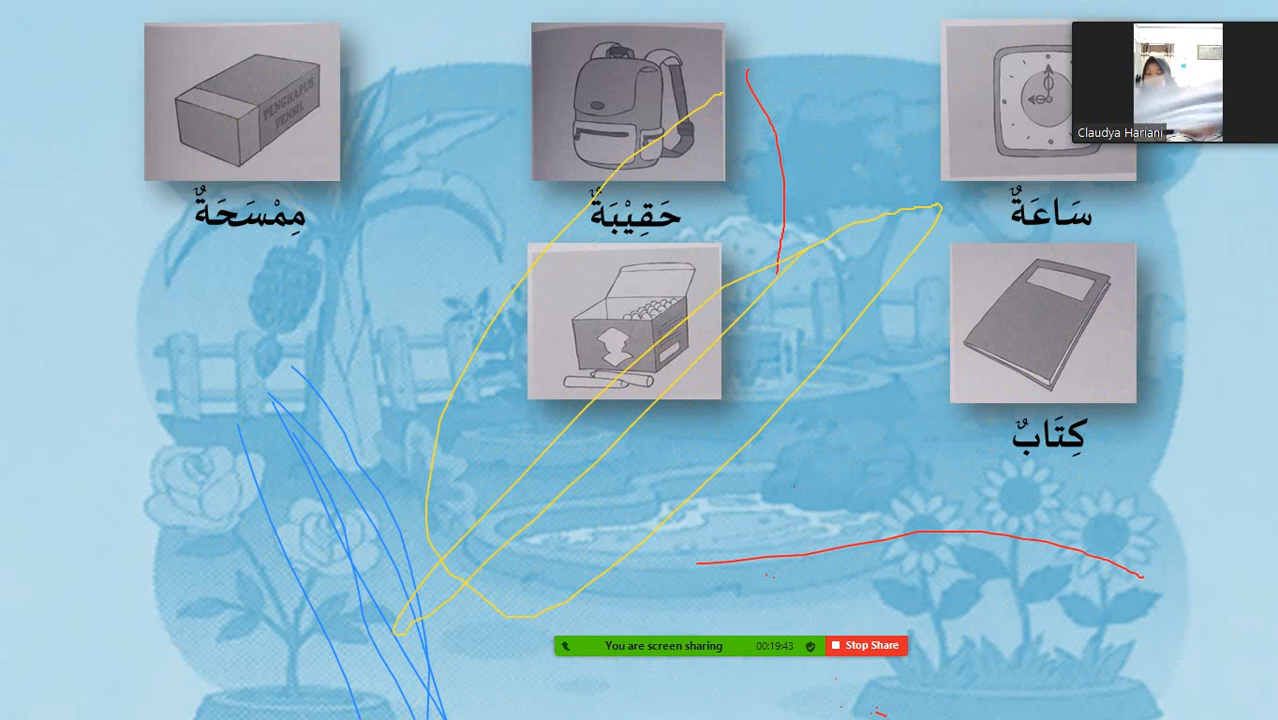 PENGHAPUS
PENSIL
Claudya Hariani
سَاعَةٌ
حَقِيْبَةٌ
مِمْسَحَةٌ
كِتَابٌ
You are screen sharing 00:19:43 Stop Share